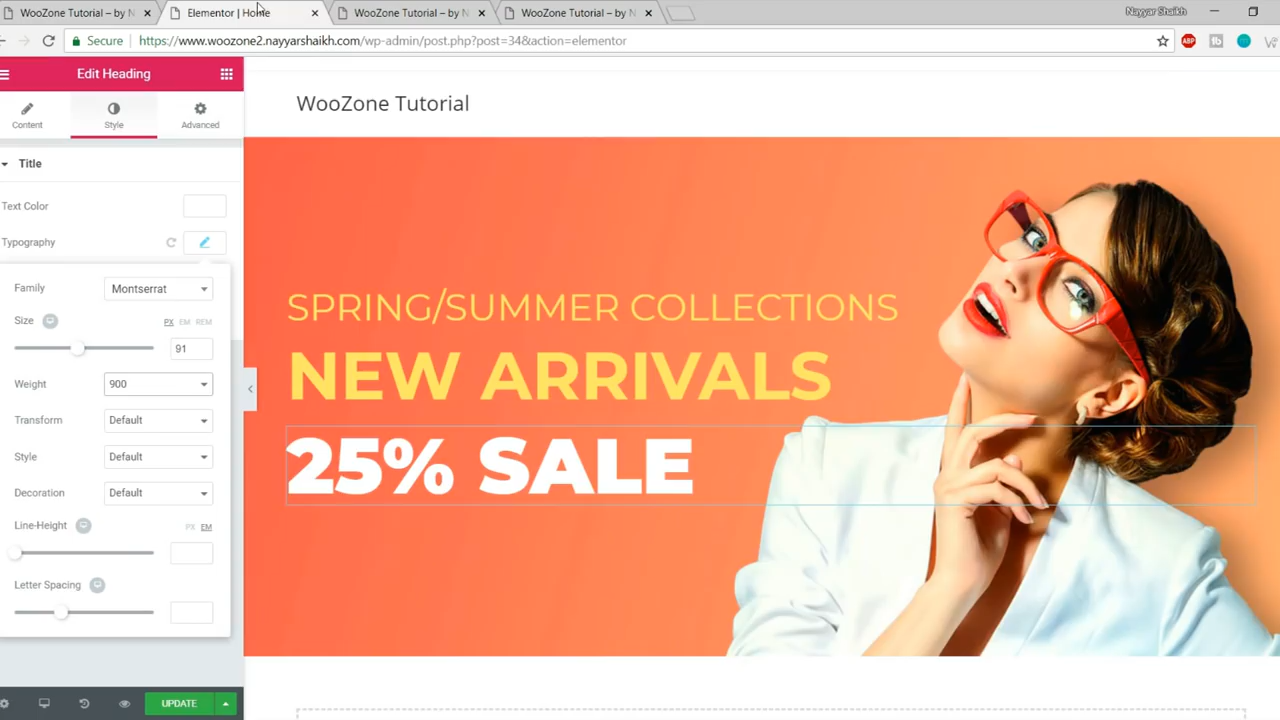 WooZone Tutorial – by N
Elementor | Home
WooZone Tutorial – by N
WooZone Tutorial – by N
Nayyar Shaikh
Secure
https://www.woozone2.nayyarshaikh.com/wp-admin/post.php?post=34&action=elementor
ABP
Edit Heading
Content
Style
Advanced
Title
Text Color
Typography
Family
Montserrat
Size
PX EM REM
91
Weight
900
Transform
Default
Style
Default
Decoration
Default
Line-Height
PX EM
Letter Spacing
UPDATE
WooZone Tutorial
SPRING/SUMMER COLLECTIONS
NEW ARRIVALS
25% SALE